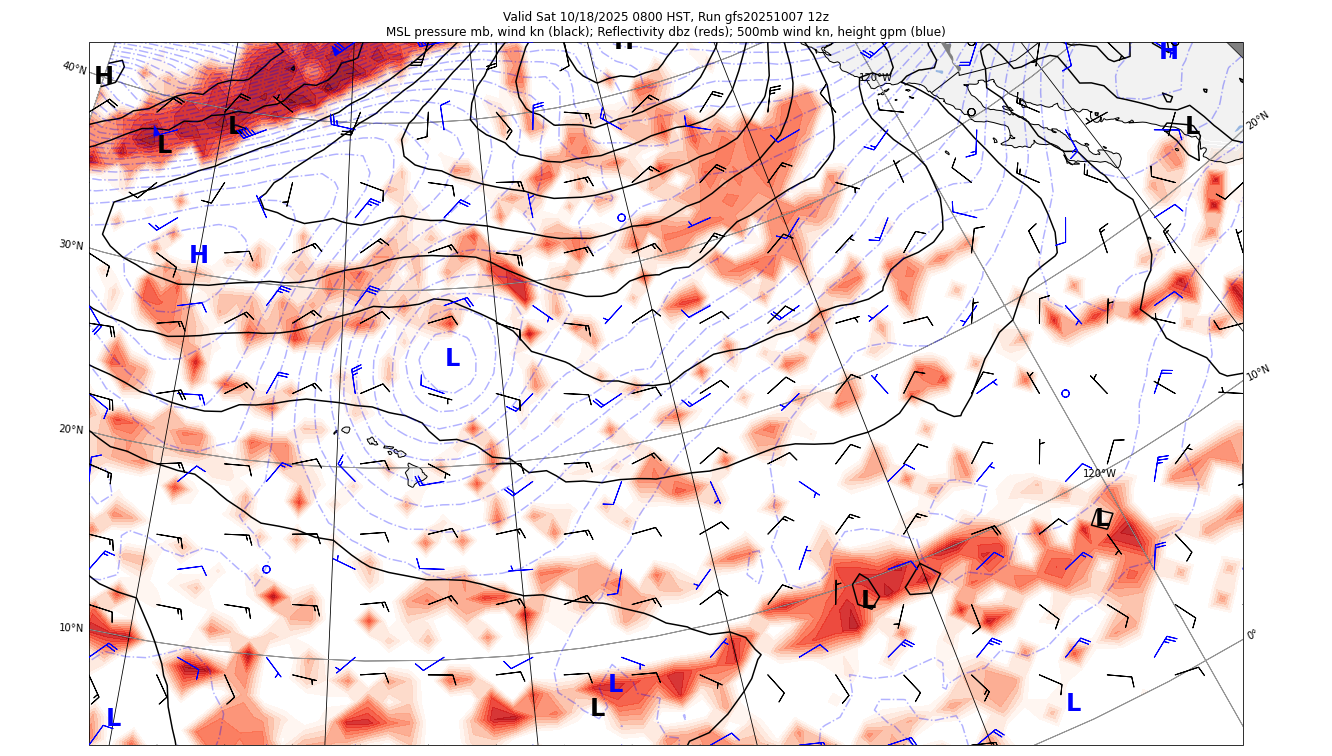 Valid Sat 10/18/2025 0800 HST, Run gfs20251007 12z
MSL pressure mb, wind kn (black); Reflectivity dbz (reds); 500mb wind kn, height gpm (blue)
H
H
40°N
H
120°W
L
L
L
L
20°N
30°N
H
L
10°N
20°N
120°W
L
L
10°N
0°
L
L
L
L